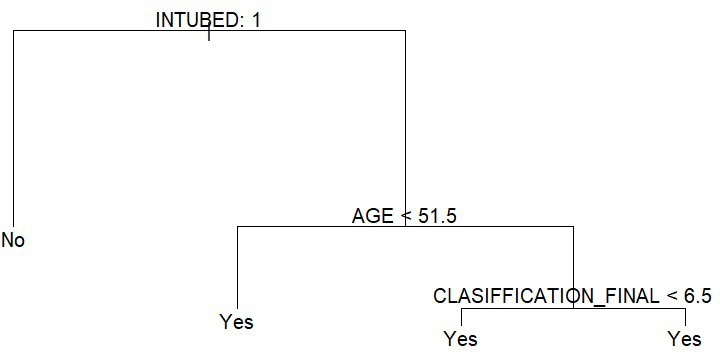 INTUBED: 1
AGE < 51.5
No
CLASIFFICATION_FINAL < 6.5
Yes
Yes
Yes